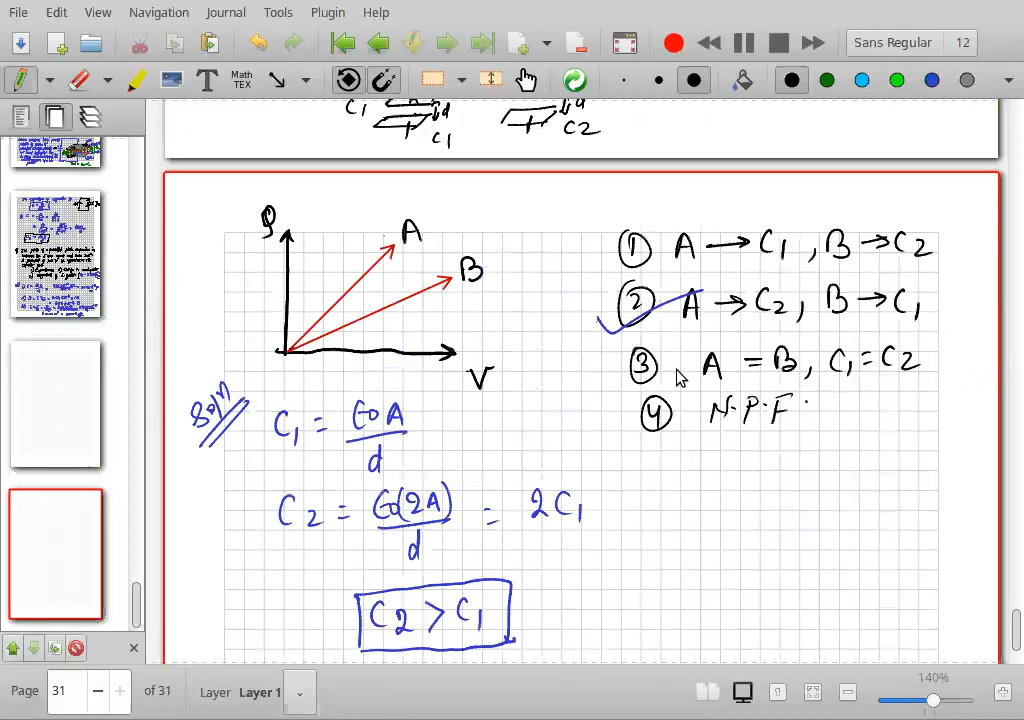 File Edit View Navigation Journal Tools Plugin Help
Sans Regular 12
Math TEX
C1 d C1 d C2
Q A B V
① A → C1, B → C2
② A → C2, B → C1
③ A = B, C1 = C2
④ N.P.F.
Soln
C1 = ϵ0A/d
C2 = ϵ0(2A)/d = 2C1
C2 > C1
Page 31 of 31 Layer Layer 1 140%